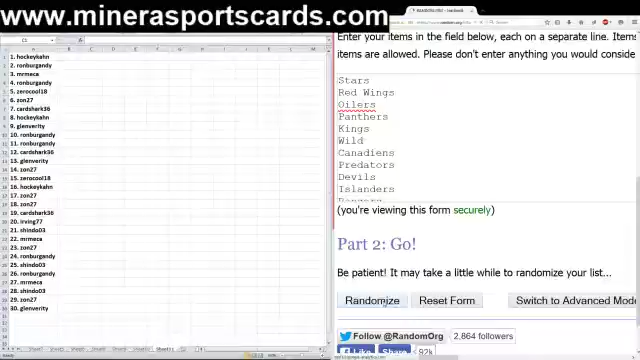 www.minerasportscards.com
1. hockeykahn
2. ronburgandy
3. mrmeca
4. ronburgandy
5. zerocool18
6. zon27
7. cardshark36
8. hockeykahn
9. glenverity
10. ronburgandy
11. ronburgandy
12. cardshark36
13. glenverity
14. zon27
15. zerocool18
16. hockeykahn
17. zon27
18. zon27
19. cardshark36
20. irving77
21. shindo03
22. mrmeca
23. zon27
24. ronburgandy
25. shindo03
26. ronburgandy
27. mrmeca
28. shindo03
29. zon27
30. glenverity
Enter your items in the field below, each on a separate line. Items
items are allowed. Please don't enter anything you would consider
Stars
Red Wings
Oilers
Panthers
Kings
Wild
Canadiens
Predators
Devils
Islanders
(you're viewing this form securely)
Part 2: Go!
Be patient! It may take a little while to randomize your list...
Randomize
Reset Form
Switch to Advanced Mode
Follow @RandomOrg
2,864 followers
Like
Share
92k